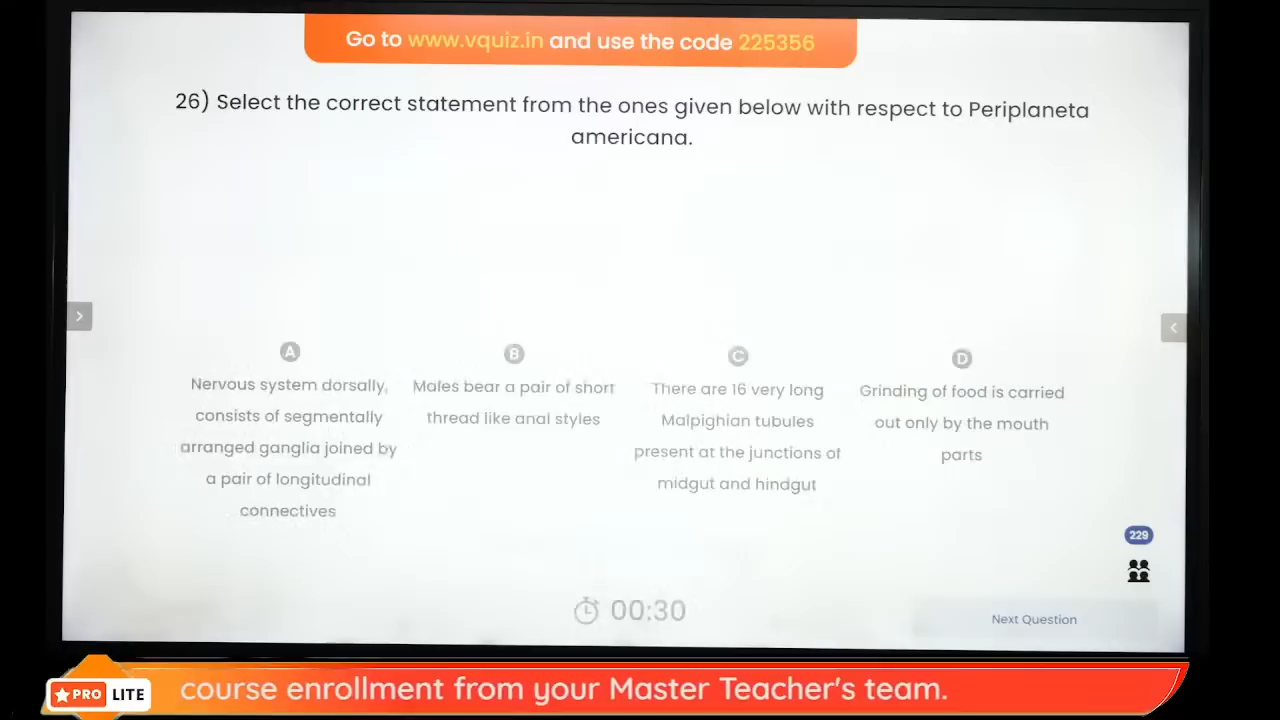 Go to www.vquiz.in and use the code 225356
26) Select the correct statement from the ones given below with respect to Periplaneta
americana.
A
Nervous system dorsally,
consists of segmentally
arranged ganglia joined by
a pair of longitudinal
connectives
B
Males bear a pair of short
thread like anal styles
C
There are 16 very long
Malpighian tubules
present at the junctions of
midgut and hindgut
D
Grinding of food is carried
out only by the mouth
parts
229
00:30
Next Question
PRO LITE
course enrollment from your Master Teacher's team.